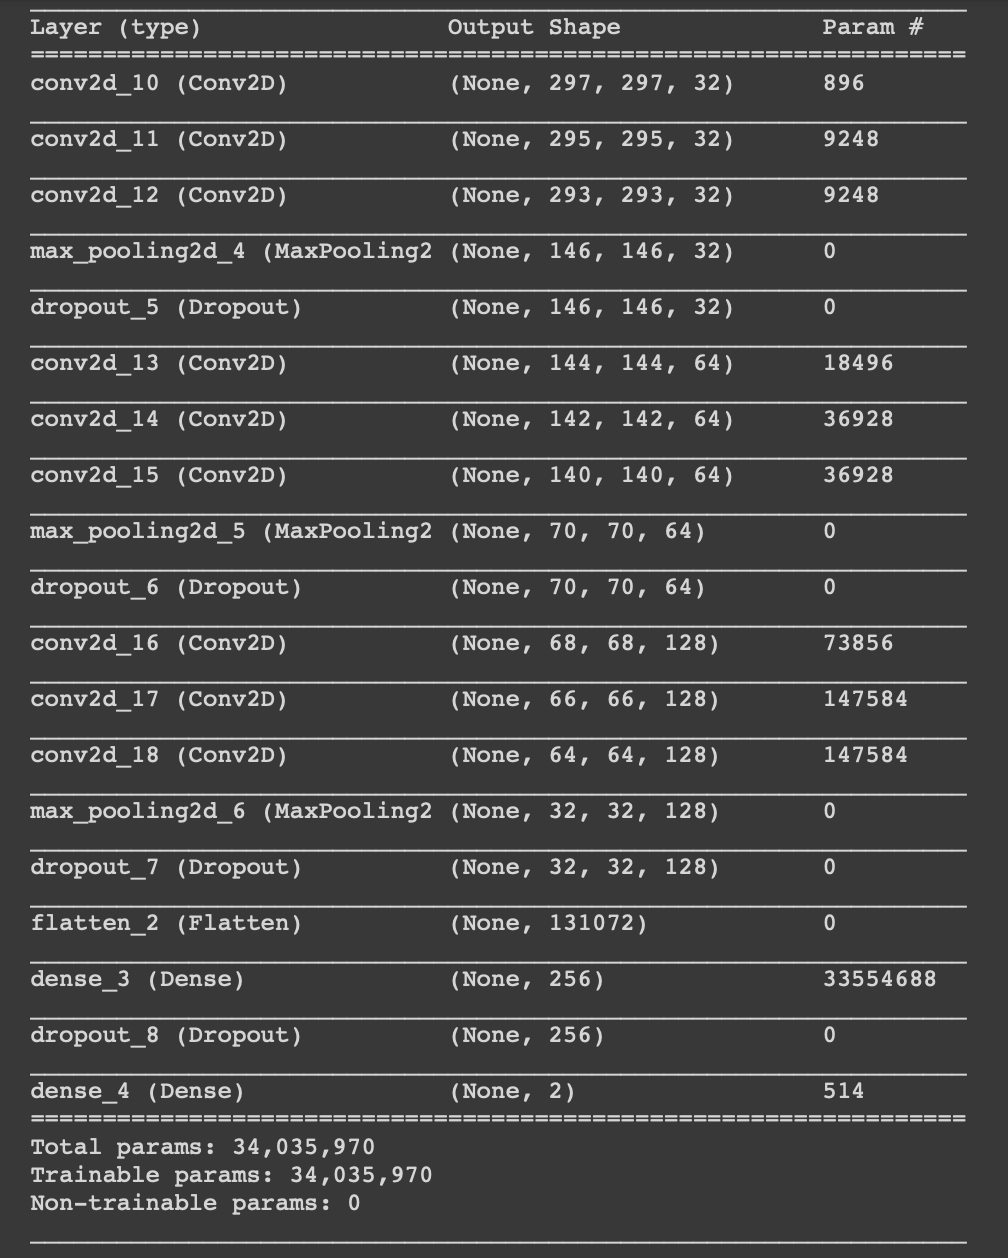 Layer (type) Output Shape Param #
conv2d_10 (Conv2D) (None, 297, 297, 32) 896
conv2d_11 (Conv2D) (None, 295, 295, 32) 9248
conv2d_12 (Conv2D) (None, 293, 293, 32) 9248
max_pooling2d_4 (MaxPooling2 (None, 146, 146, 32) 0
dropout_5 (Dropout) (None, 146, 146, 32) 0
conv2d_13 (Conv2D) (None, 144, 144, 64) 18496
conv2d_14 (Conv2D) (None, 142, 142, 64) 36928
conv2d_15 (Conv2D) (None, 140, 140, 64) 36928
max_pooling2d_5 (MaxPooling2 (None, 70, 70, 64) 0
dropout_6 (Dropout) (None, 70, 70, 64) 0
conv2d_16 (Conv2D) (None, 68, 68, 128) 73856
conv2d_17 (Conv2D) (None, 66, 66, 128) 147584
conv2d_18 (Conv2D) (None, 64, 64, 128) 147584
max_pooling2d_6 (MaxPooling2 (None, 32, 32, 128) 0
dropout_7 (Dropout) (None, 32, 32, 128) 0
flatten_2 (Flatten) (None, 131072) 0
dense_3 (Dense) (None, 256) 33554688
dropout_8 (Dropout) (None, 256) 0
dense_4 (Dense) (None, 2) 514
Total params: 34,035,970
Trainable params: 34,035,970
Non-trainable params: 0